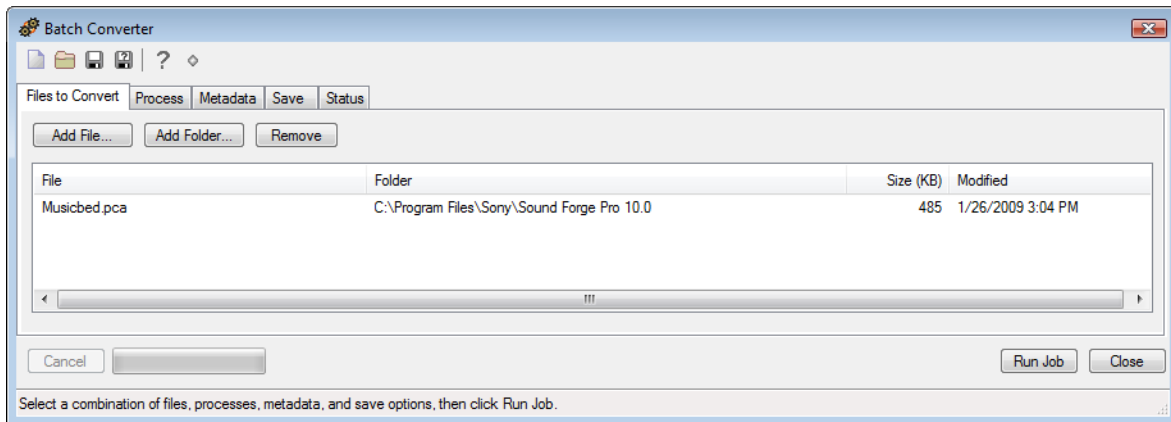 Batch Converter
?
Files to Convert Process Metadata Save Status
Add File... Add Folder... Remove
File Folder Size (KB) Modified
Musicbed.pca C:\Program Files\Sony\Sound Forge Pro 10.0 485 1/26/2009 3:04 PM
Cancel Run Job Close
Select a combination of files, processes, metadata, and save options, then click Run Job.